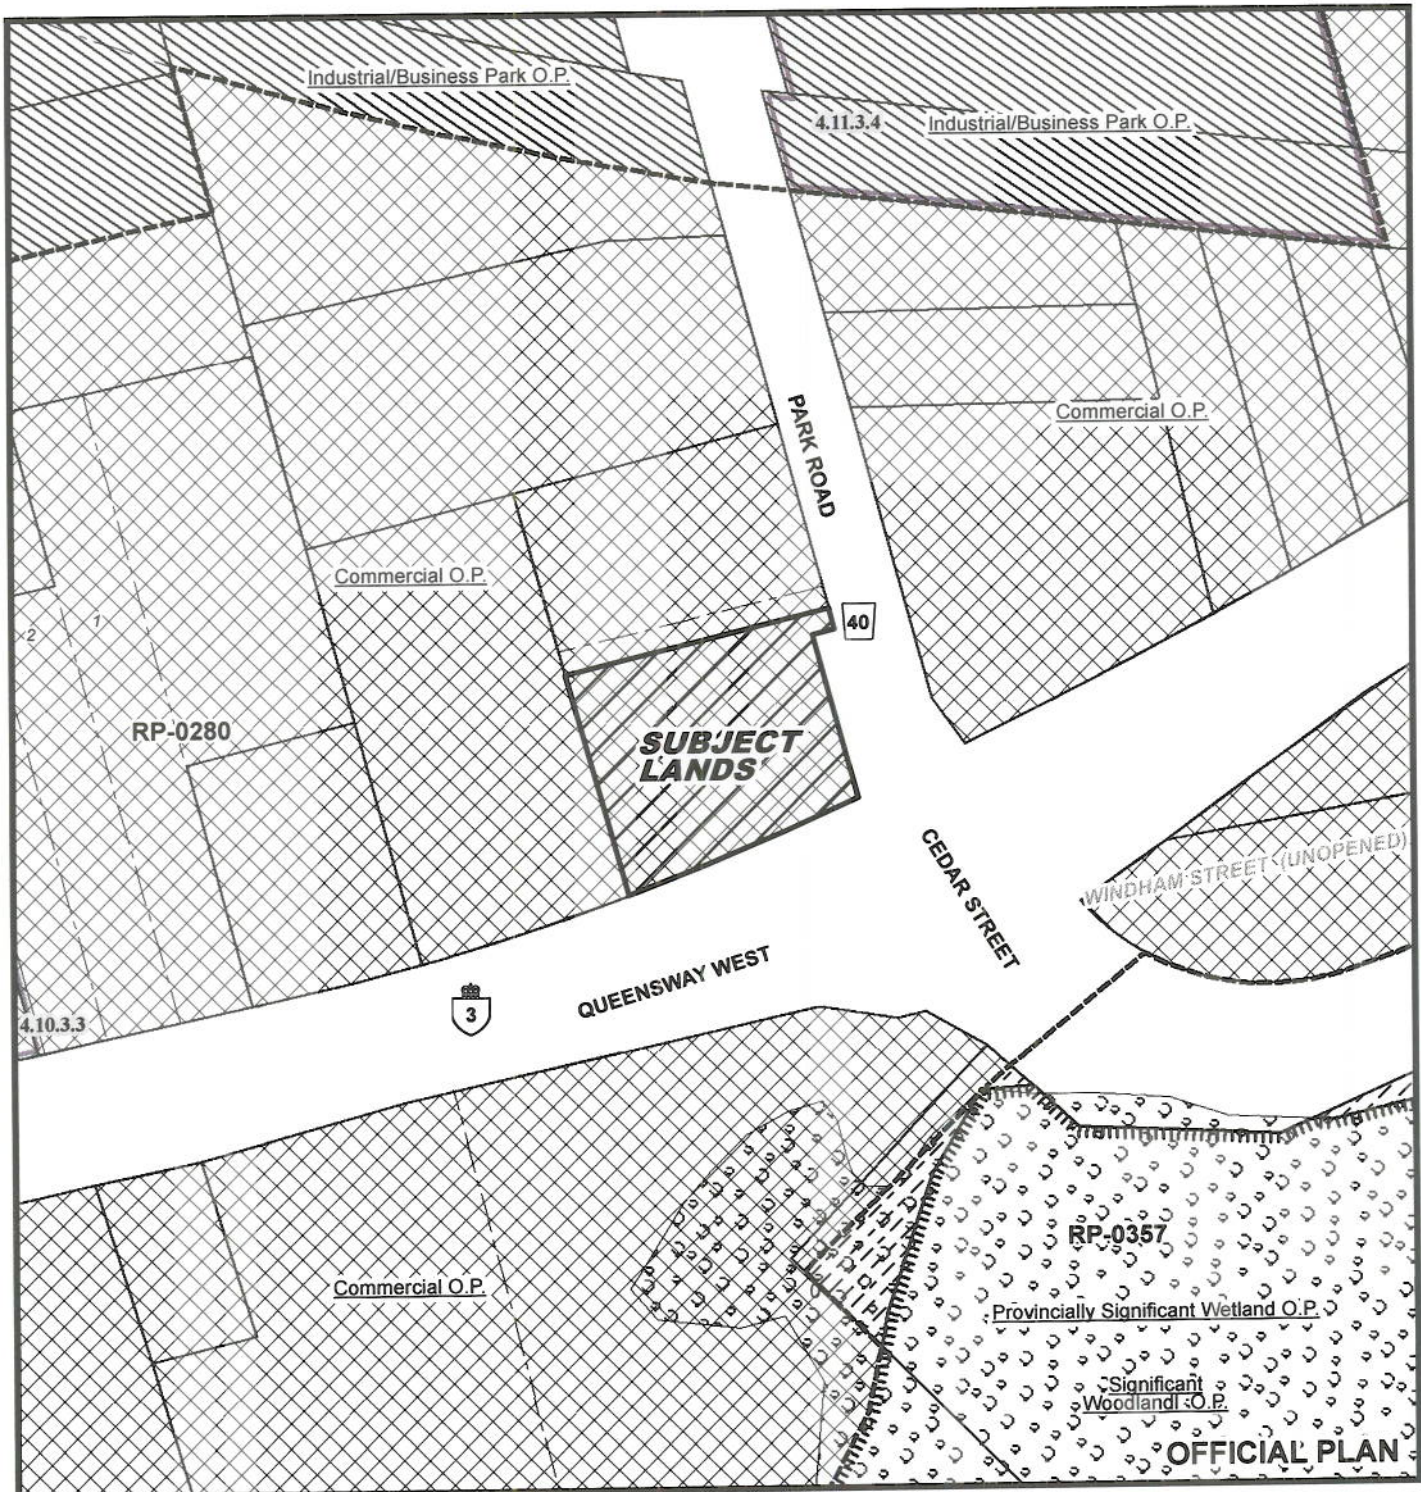 Industrial/Business Park O.P.
4.11.3.4
Industrial/Business Park O.P.
PARK ROAD
Commercial O.P.
Commercial O.P.
40
2
1
RP-0280
SUBJECT
LANDS
CEDAR STREET
WINDHAM STREET (UNOPENED)
QUEENSWAY WEST
3
4.10.3.3
RP-0357
Commercial O.P.
Provincially Significant Wetland O.P.
Significant
Woodland O.P.
OFFICIAL PLAN